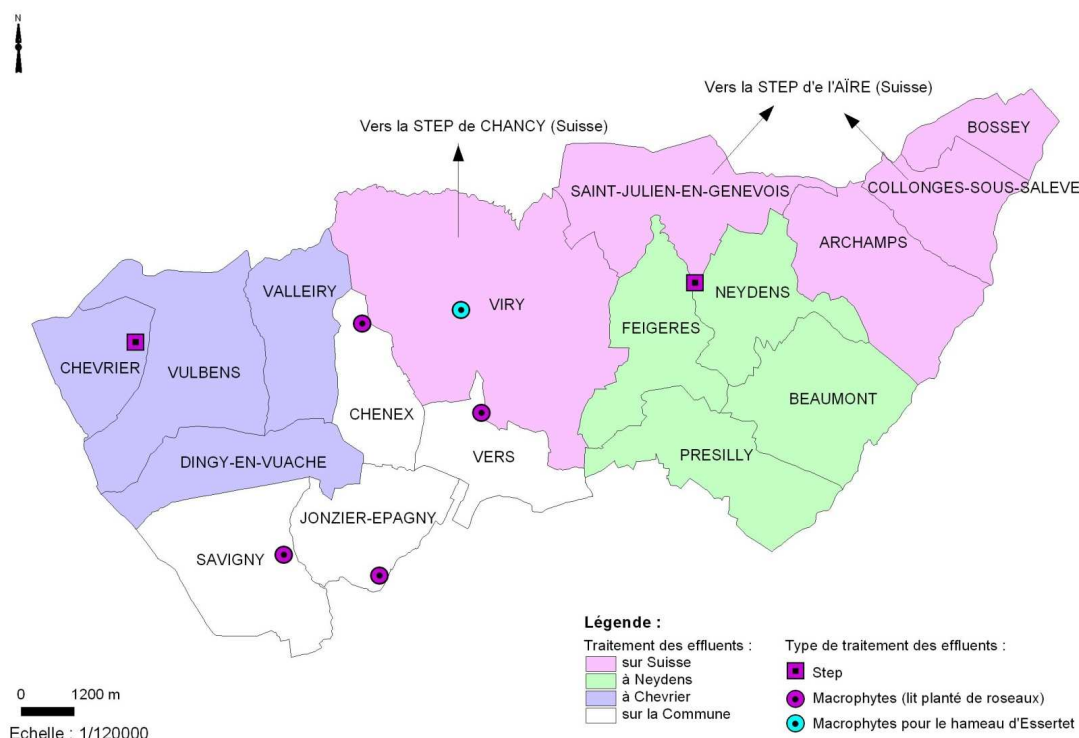 N
Vers la STEP d'e l'AÏRE (Suisse)
Vers la STEP de CHANCY (Suisse)
BOSSEY
SAINT-JULIEN-EN-GENEVOIS
COLLONGES-SOUS-SALEVE
ARCHAMPS
VALLEIRY
NEYDENS
VIRY
FEIGERES
CHEVRIER
VULBENS
BEAUMONT
CHENEX
VERS
PRESILLY
DINGY-EN-VUACHE
JONZIER-EPAGNY
SAVIGNY
Légende :
Traitement des effluents :
sur Suisse
à Neydens
à Chevrier
sur la Commune
Type de traitement des effluents :
Step
Macrophytes (lit planté de roseaux)
Macrophytes pour le hameau d'Essertet
0 1200 m
Echelle : 1/120000